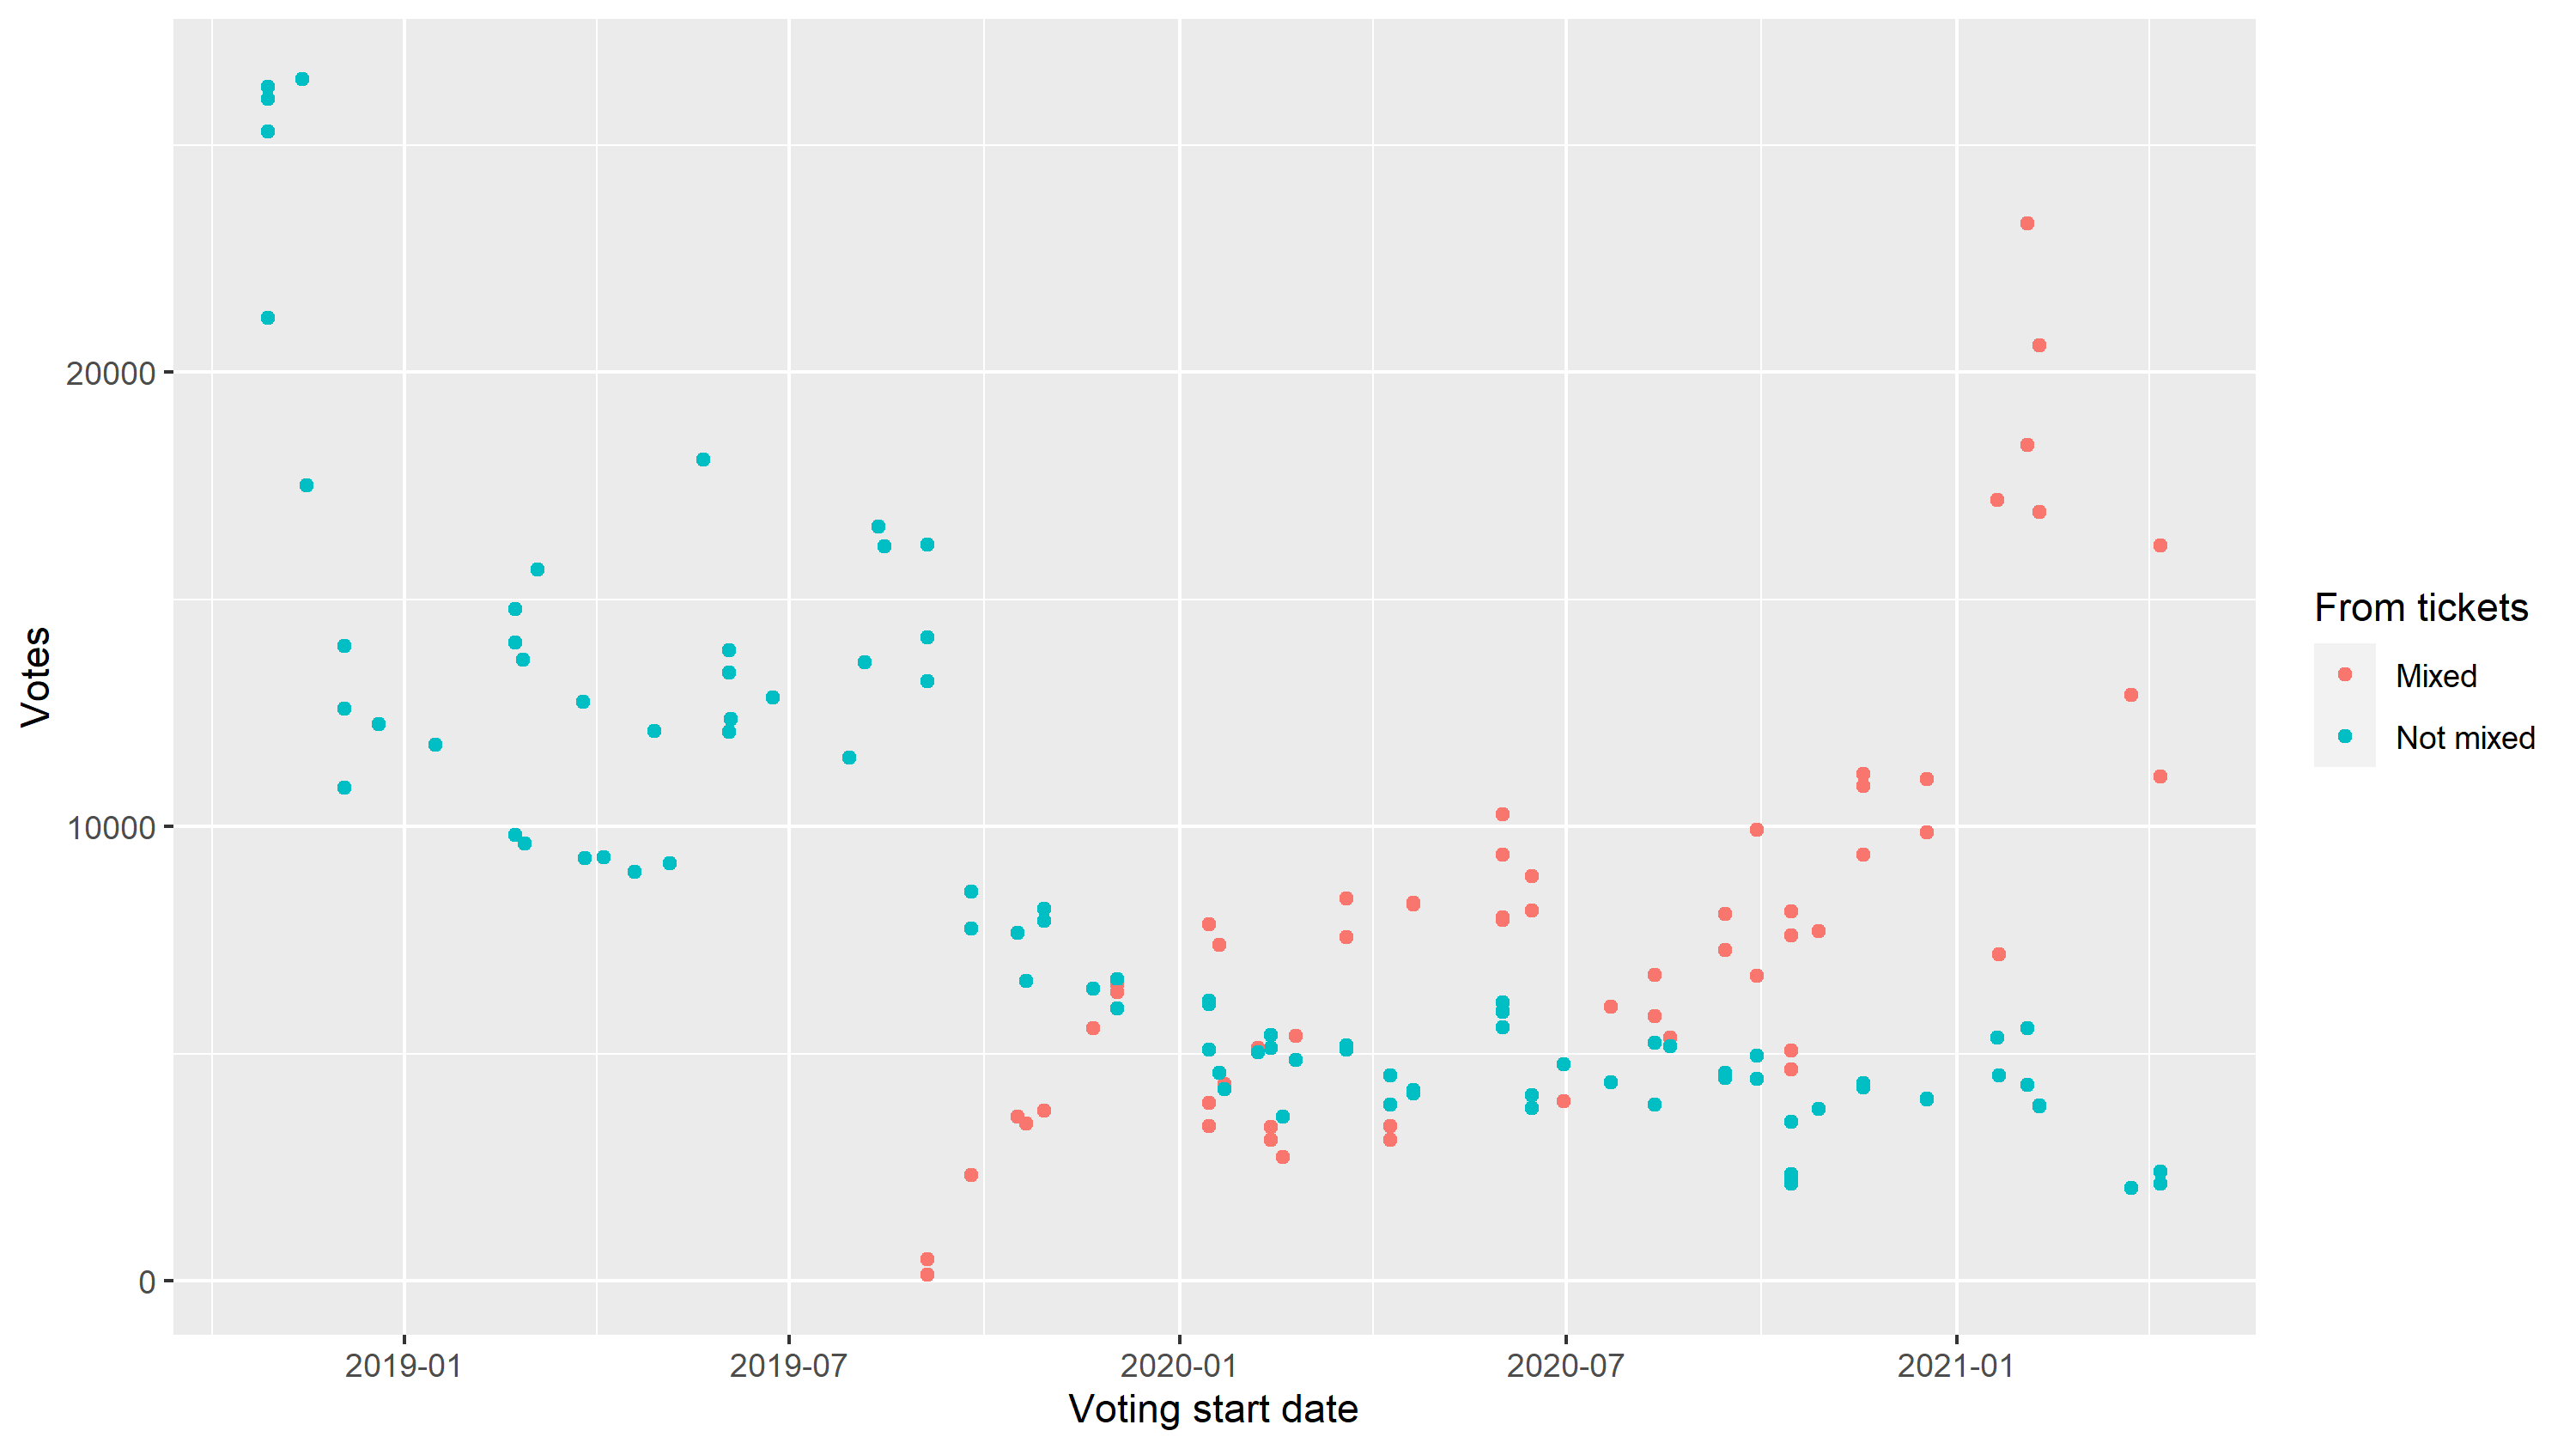 20000
10000
0
Votes
2019-01
2019-07
2020-01
2020-07
2021-01
Voting start date
From tickets
Mixed
Not mixed